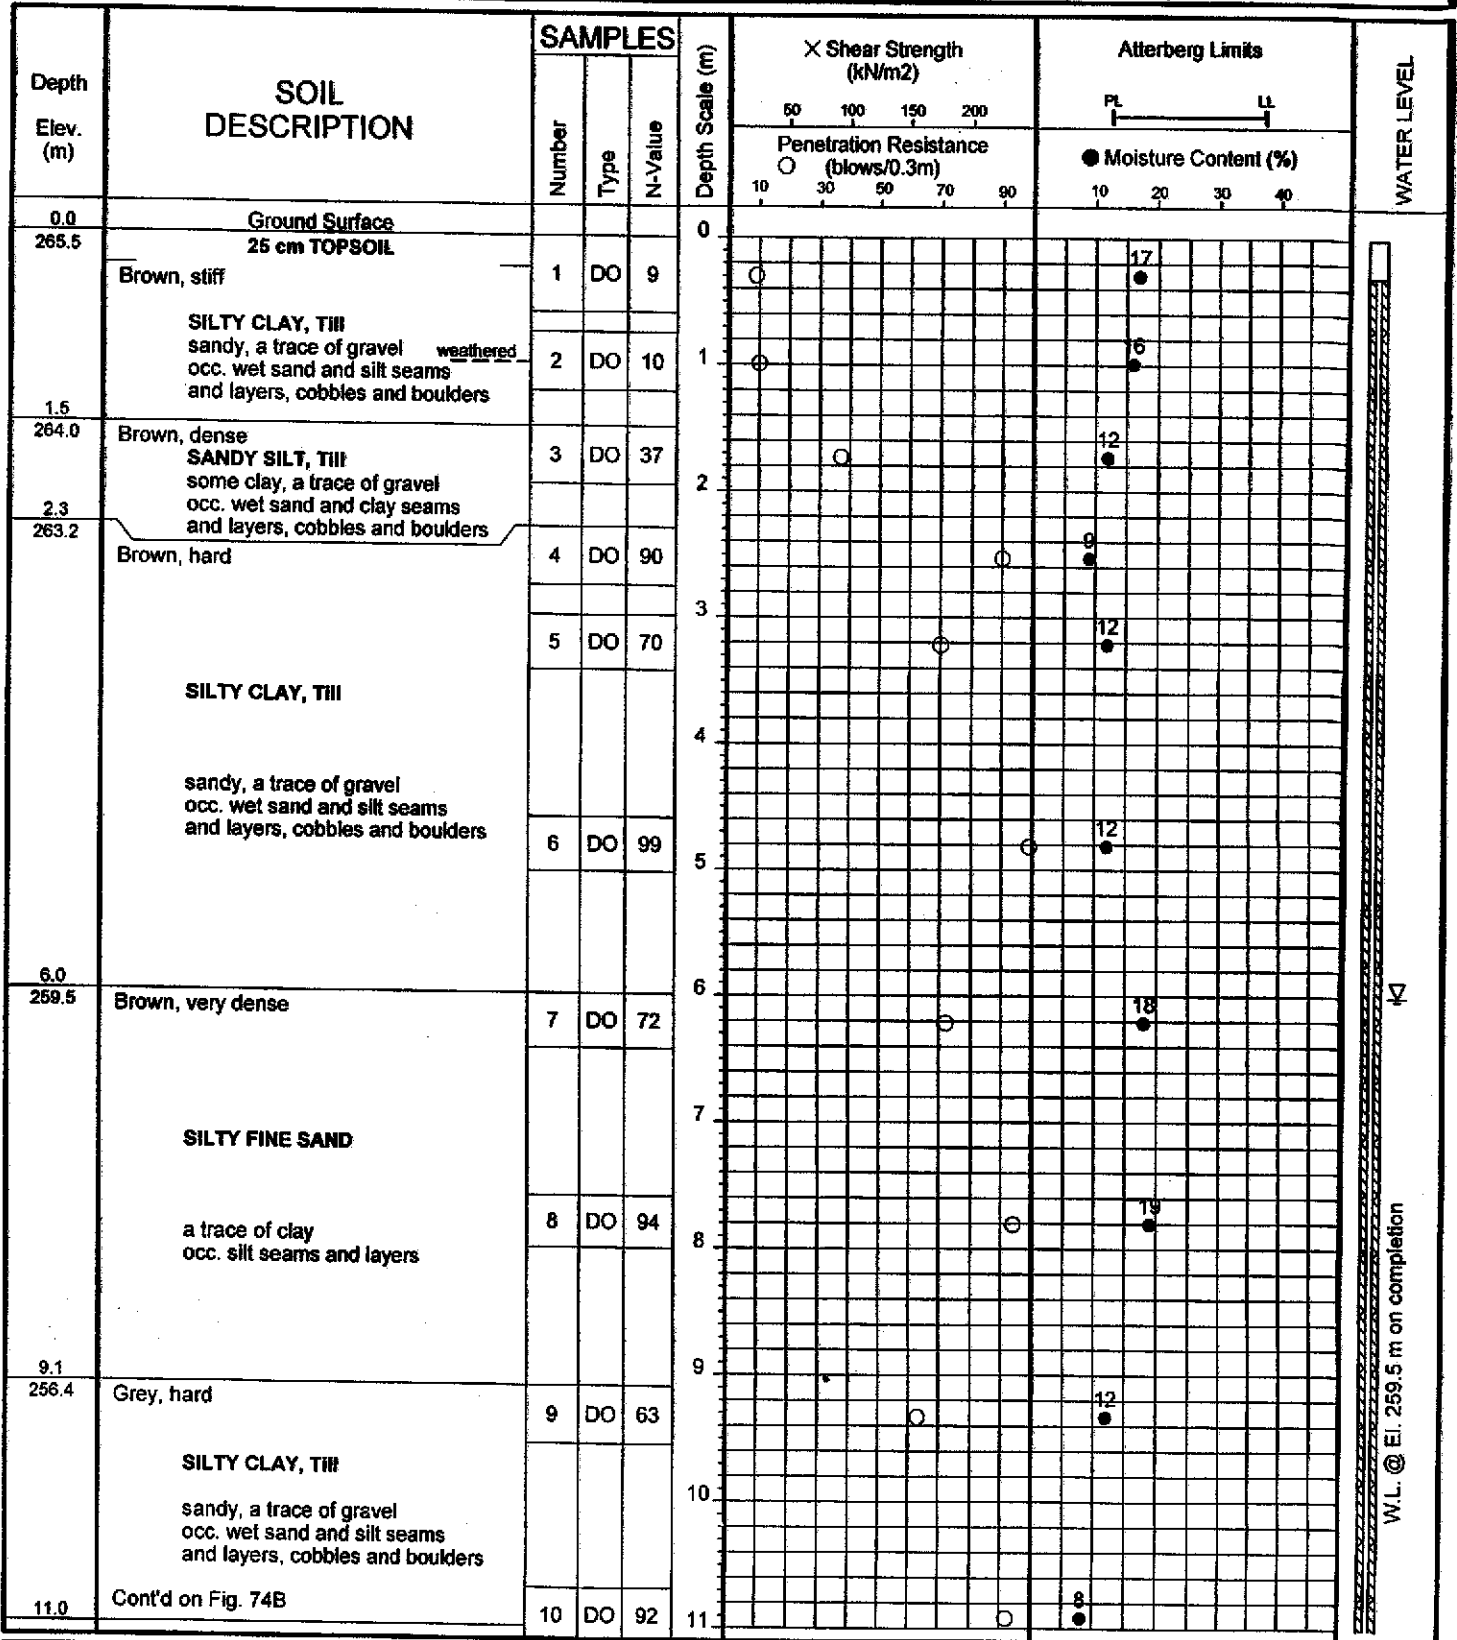 SAMPLES
Depth
Elev.
(m)
SOIL
DESCRIPTION
Number
Type
N-Value
Depth Scale (m)
X Shear Strength
(kN/m2)
50 100 150 200
Penetration Resistance
(blows/0.3m)
10 30 50 70 90
Atterberg Limits
PL LL
Moisture Content (%)
10 20 30 40
WATER LEVEL
0.0
Ground Surface
0
265.5
25 cm TOPSOIL
Brown, stiff
1 DO 9
17
SILTY CLAY, Till
sandy, a trace of gravel
weathered
occ. wet sand and silt seams
and layers, cobbles and boulders
2 DO 10
1
16
1.5
264.0
Brown, dense
SANDY SILT, Till
some clay, a trace of gravel
occ. wet sand and clay seams
and layers, cobbles and boulders
3 DO 37
12
2
2.3
263.2
Brown, hard
4 DO 90
9
3
5 DO 70
12
SILTY CLAY, Till
4
sandy, a trace of gravel
occ. wet sand and silt seams
and layers, cobbles and boulders
6 DO 99
12
5
6.0
259.5
6
Brown, very dense
7 DO 72
18
7
SILTY FINE SAND
8 DO 94
19
a trace of clay
occ. silt seams and layers
8
W.L. @ El. 259.5 m on completion
9.1
256.4
9
Grey, hard
9 DO 63
12
SILTY CLAY, Till
10
sandy, a trace of gravel
occ. wet sand and silt seams
and layers, cobbles and boulders
Cont'd on Fig. 74B
11.0
10 DO 92
11
8